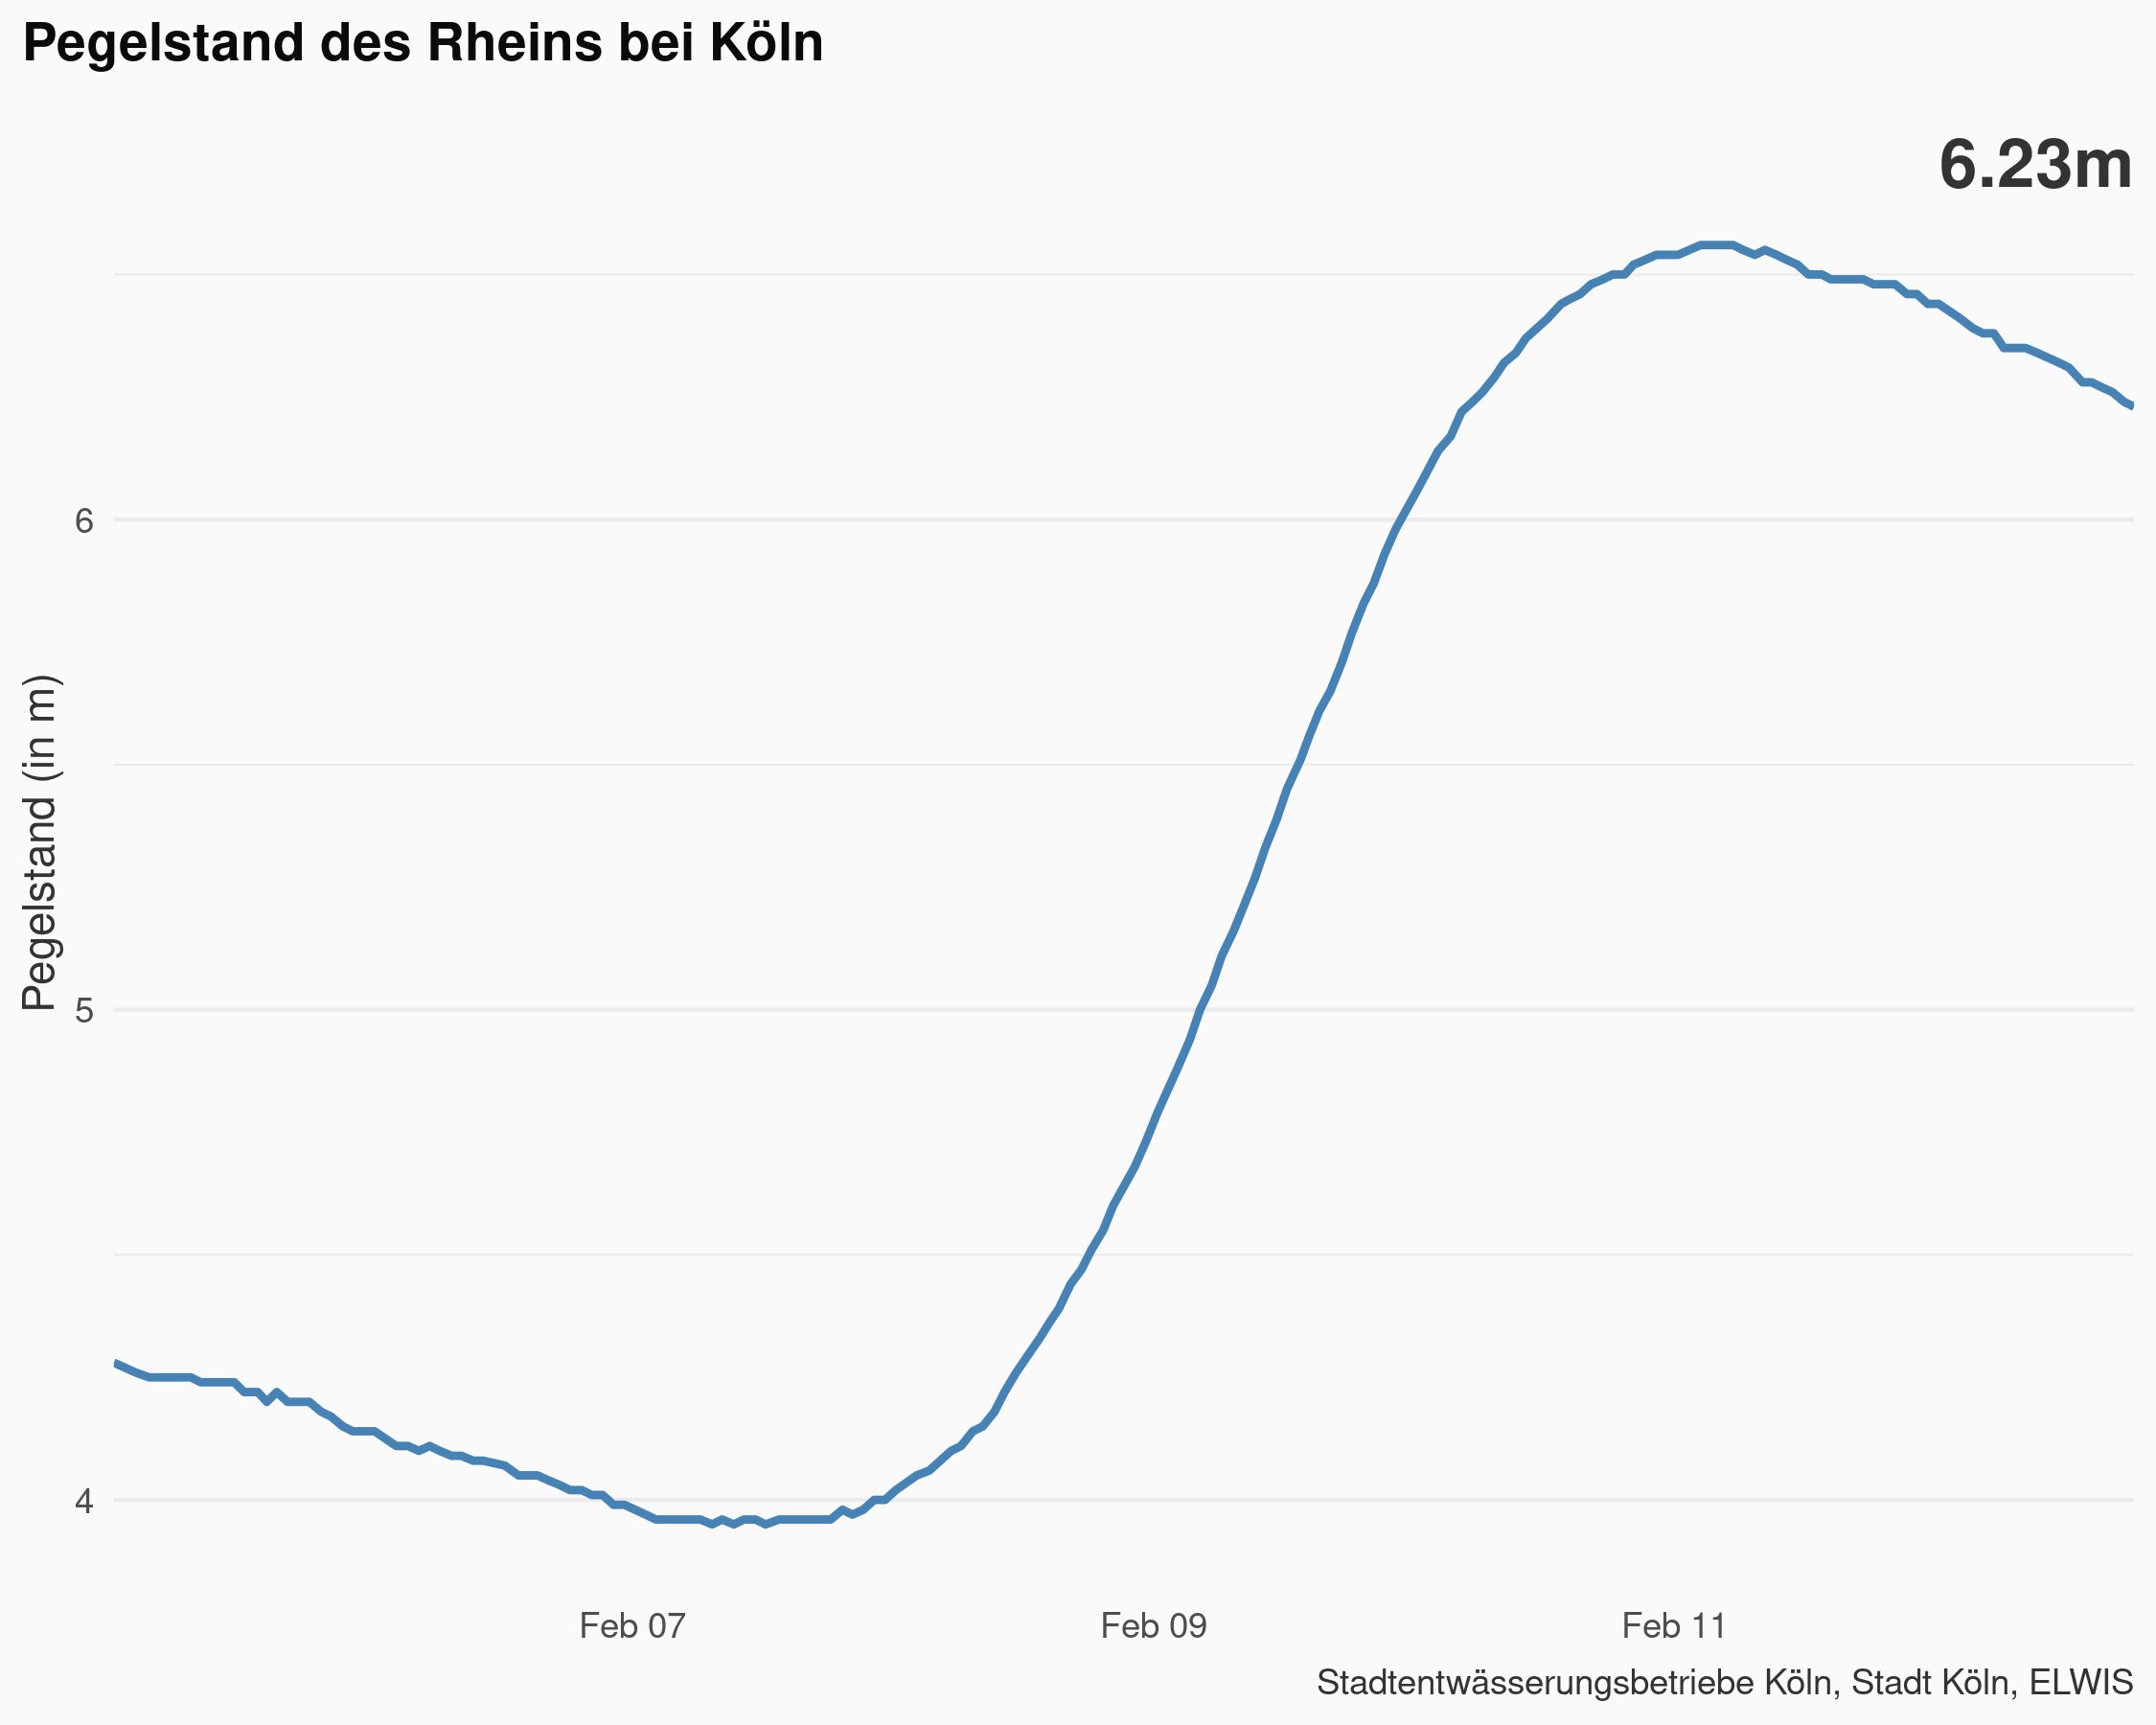 Pegelstand des Rheins bei Köln
6.23m
Pegelstand (in m)
6
5
4
Feb 07
Feb 09
Feb 11
Stadtentwässerungsbetriebe Köln, Stadt Köln, ELWIS